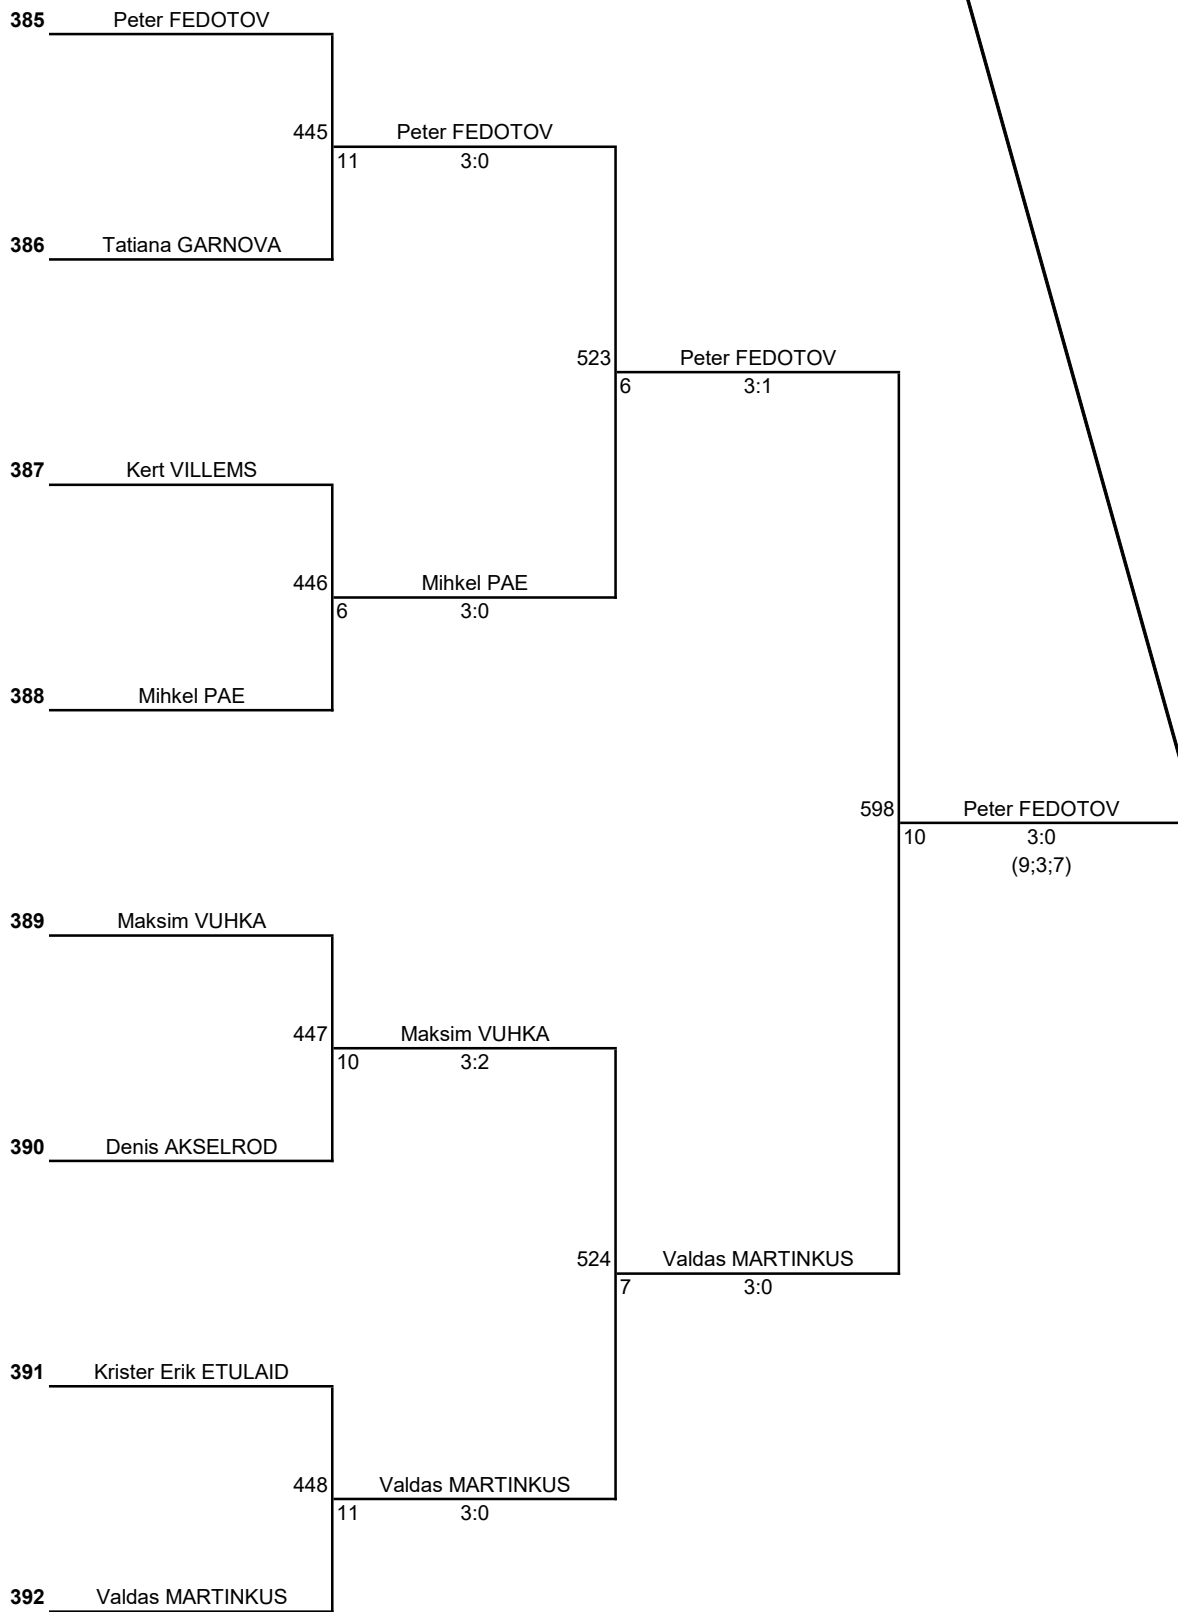 385 Peter FEDOTOV
445 Peter FEDOTOV
11 3:0
386 Tatiana GARNOVA
523 Peter FEDOTOV
6 3:1
387 Kert VILLEMS
446 Mihkel PAE
6 3:0
388 Mihkel PAE
598 Peter FEDOTOV
10 3:0
(9;3;7)
389 Maksim VUHKA
447 Maksim VUHKA
10 3:2
390 Denis AKSELROD
524 Valdas MARTINKUS
7 3:0
391 Krister Erik ETULAID
448 Valdas MARTINKUS
11 3:0
392 Valdas MARTINKUS